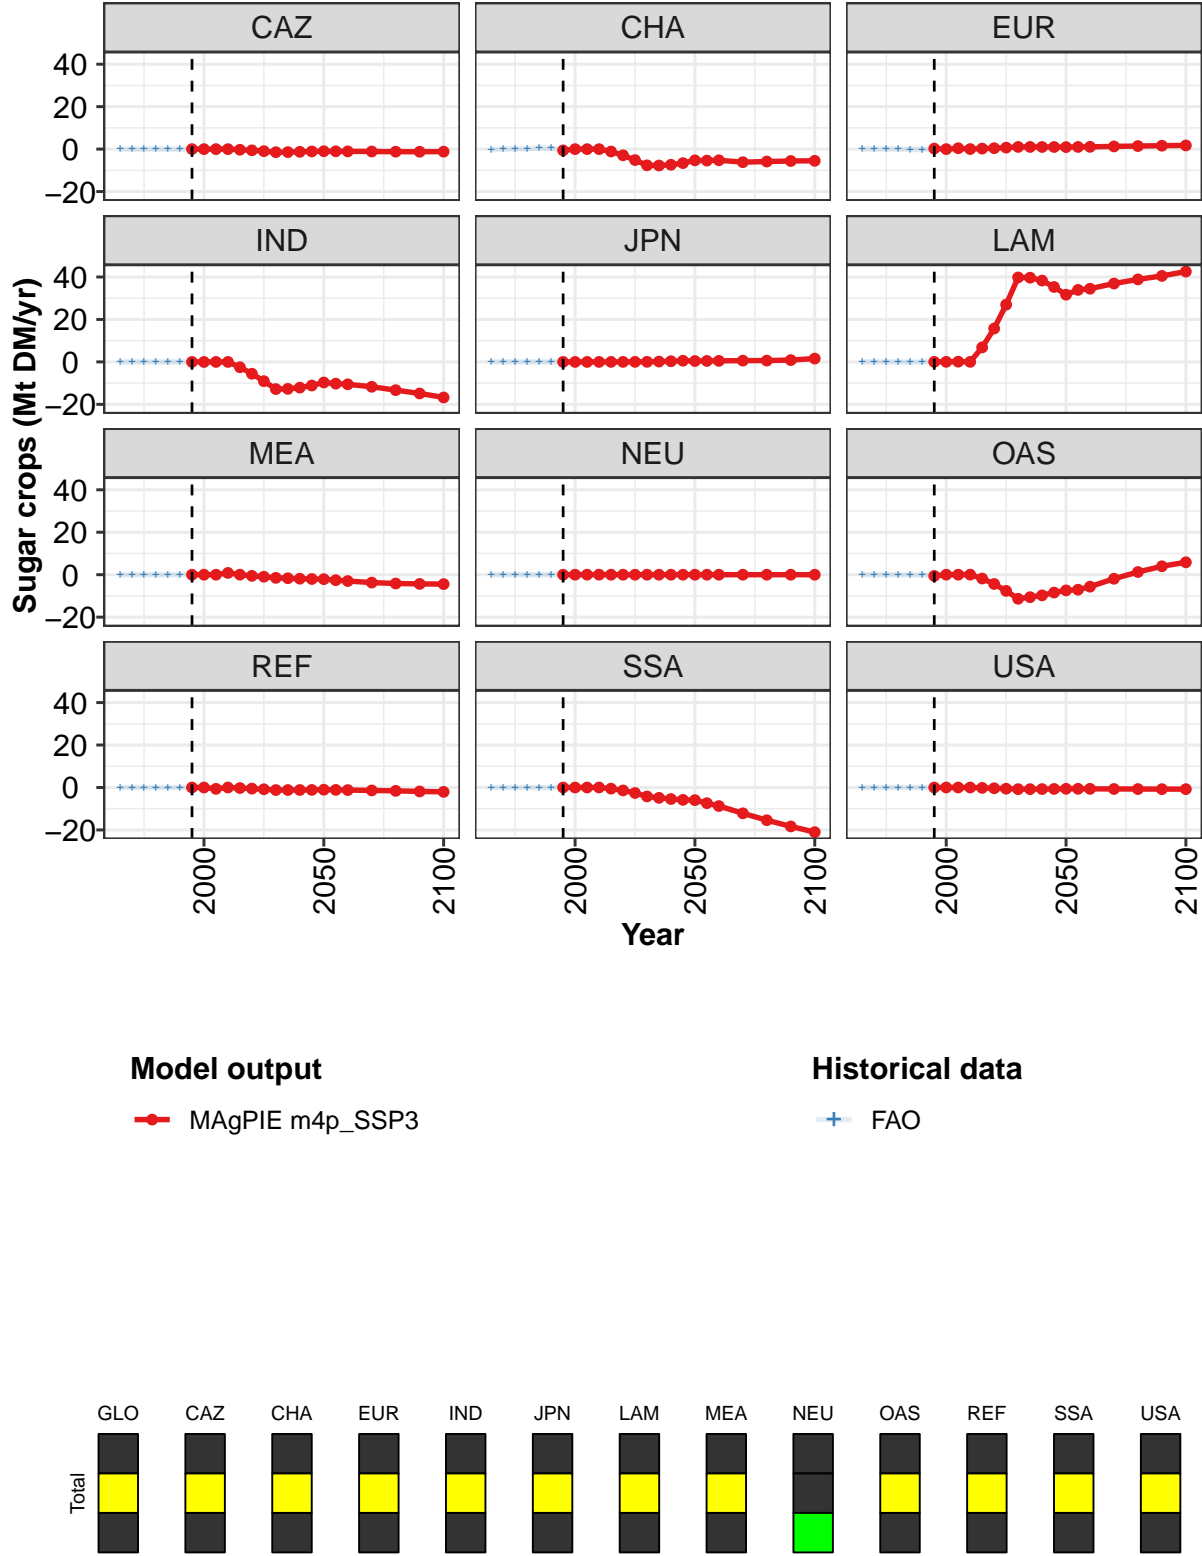 CAZ CHA EUR
40
20
0
−20
IND JPN LAM
40
20
0
−20
MEA NEU OAS
40
20
0
−20
REF SSA USA
40
20
0
−20
Sugar crops (Mt DM/yr)
2000 2050 2100 2000 2050 2100 2000 2050 2100
Year
Model output Historical data
MAgPIE m4p_SSP3 FAO
GLO CAZ CHA EUR IND JPN LAM MEA NEU OAS REF SSA USA
Total